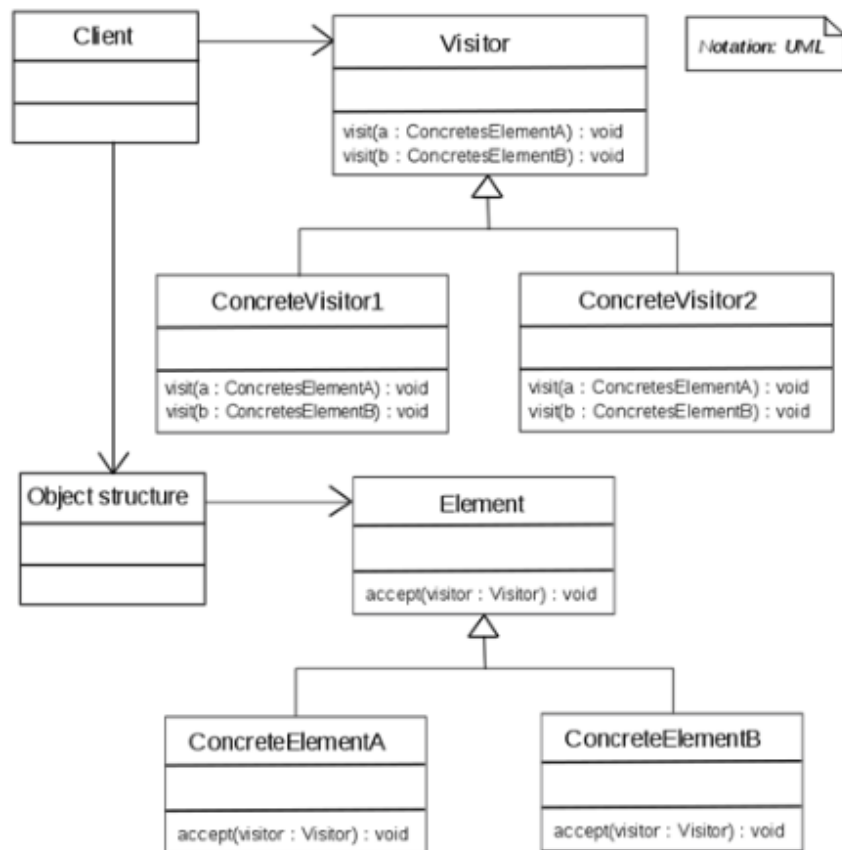 Client
Visitor
Notation: UML
visit(a : ConcretesElementA) : void
visit(b : ConcretesElementB) : void
ConcreteVisitor1
ConcreteVisitor2
visit(a : ConcretesElementA) : void
visit(b : ConcretesElementB) : void
visit(a : ConcretesElementA) : void
visit(b : ConcretesElementB) : void
Object structure
Element
accept(visitor : Visitor) : void
ConcreteElementA
ConcreteElementB
accept(visitor : Visitor) : void
accept(visitor : Visitor) : void